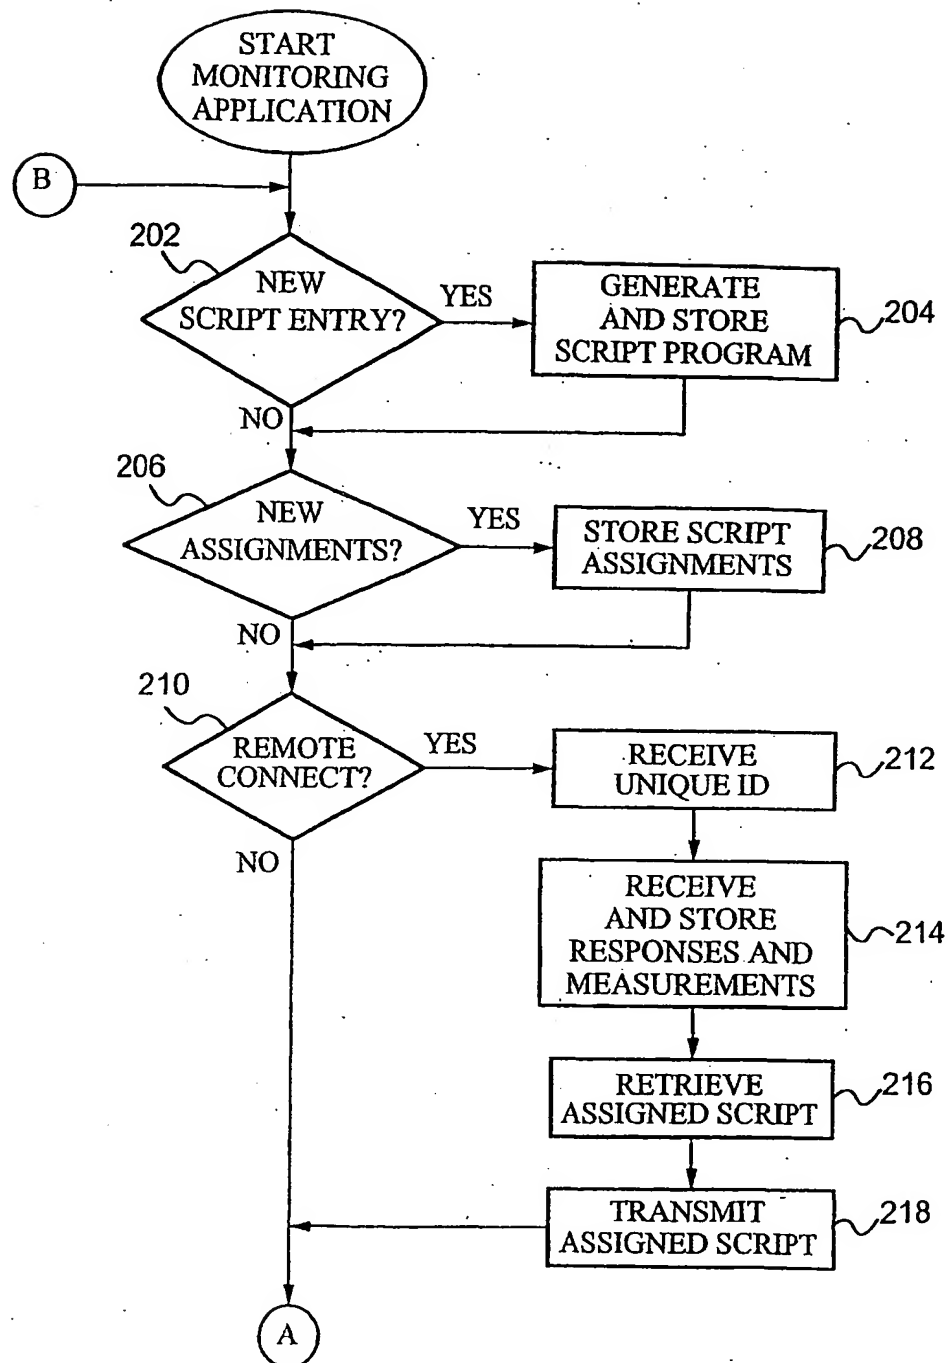 START
MONITORING
APPLICATION
B
202
NEW
SCRIPT ENTRY?
YES
GENERATE
AND STORE
SCRIPT PROGRAM
204
NO
206
NEW
ASSIGNMENTS?
YES
STORE SCRIPT
ASSIGNMENTS
208
NO
210
REMOTE
CONNECT?
YES
RECEIVE
UNIQUE ID
212
NO
RECEIVE
AND STORE
RESPONSES AND
MEASUREMENTS
214
RETRIEVE
ASSIGNED SCRIPT
216
TRANSMIT
ASSIGNED SCRIPT
218
A